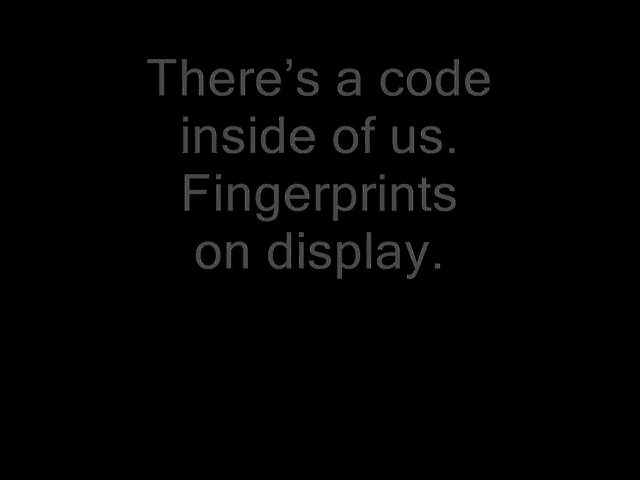 There’s a code
inside of us.
Fingerprints
on display.